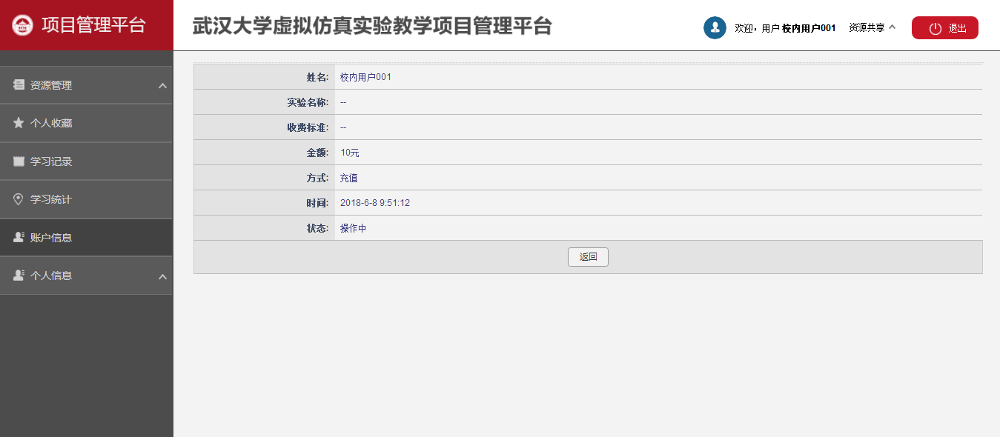 项目管理平台
武汉大学虚拟仿真实验教学项目管理平台
欢迎，用户 校内用户001 资源共享
退出
资源管理
个人收藏
学习记录
学习统计
账户信息
个人信息
姓名: 校内用户001
实验名称: --
收费标准: --
金额: 10元
方式: 充值
时间: 2018-6-8 9:51:12
状态: 操作中
返回